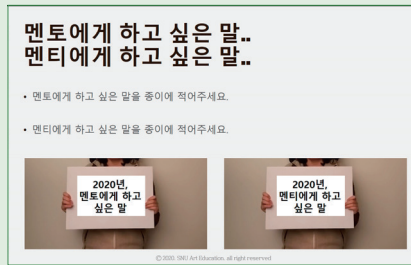 멘토에게 하고 싶은 말..
멘티에게 하고 싶은 말..
• 멘토에게 하고 싶은 말을 종이에 적어주세요.
• 멘티에게 하고 싶은 말을 종이에 적어주세요.
2020년,
멘토에게 하고
싶은 말
2020년,
멘티에게 하고
싶은 말
© 2020. SNU Art Education. all right reserved